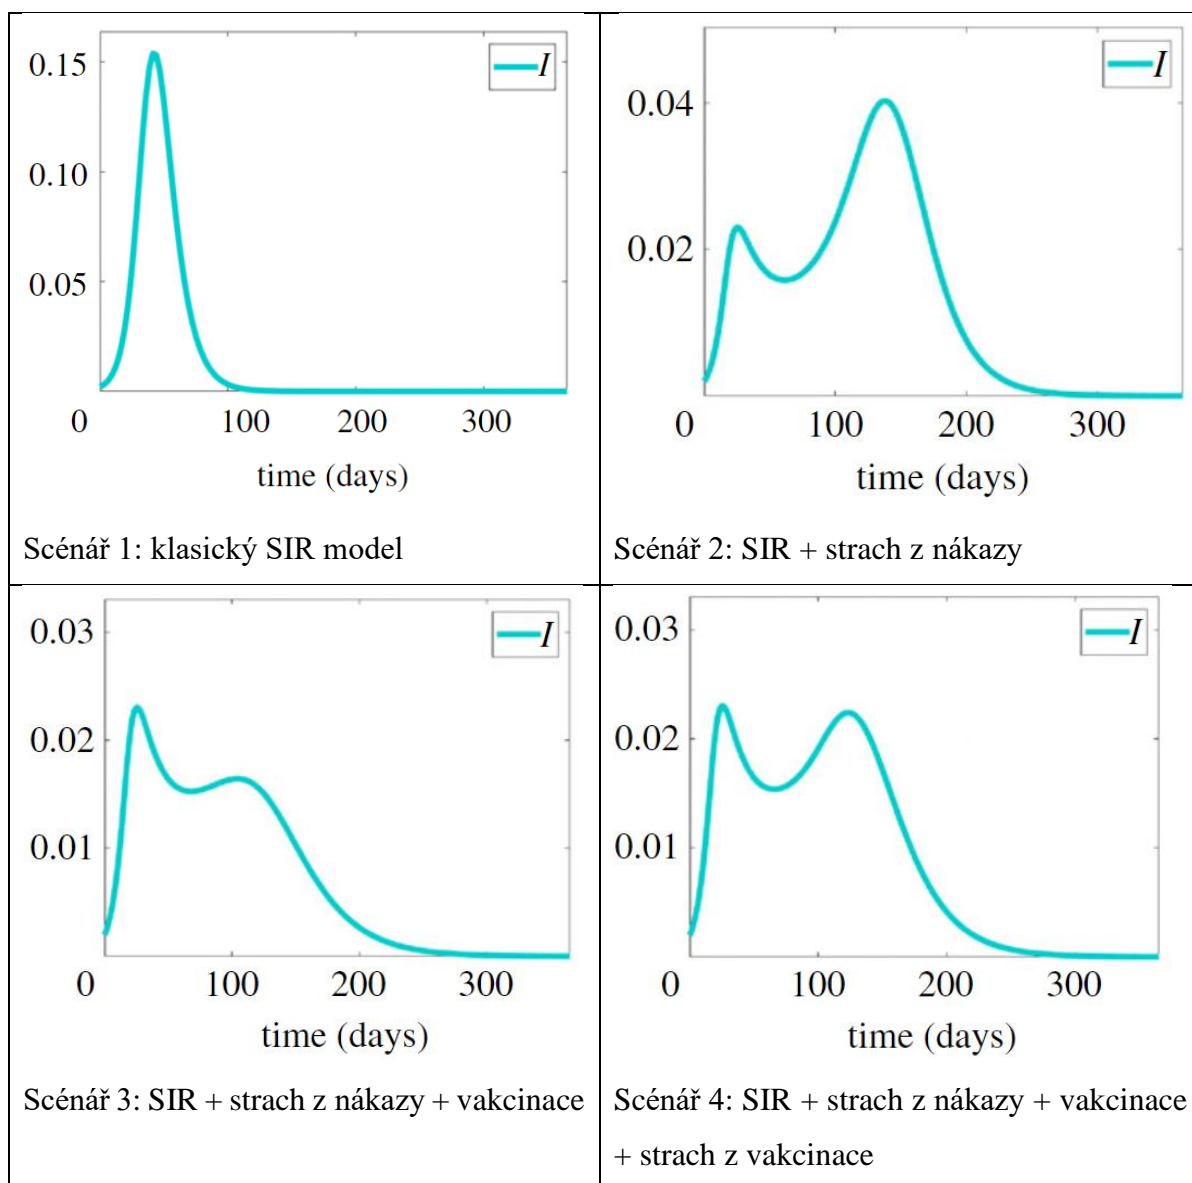 0.15
0.10
0.05
I
0 100 200 300
time (days)
Scénář 1: klasický SIR model
0.04
0.02
I
0 100 200 300
time (days)
Scénář 2: SIR + strach z nákazy
0.03
0.02
0.01
I
0 100 200 300
time (days)
Scénář 3: SIR + strach z nákazy + vakcinace
0.03
0.02
0.01
I
0 100 200 300
time (days)
Scénář 4: SIR + strach z nákazy + vakcinace
+ strach z vakcinace